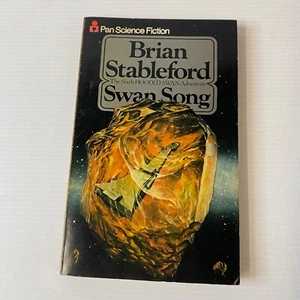 Pan Science Fiction
Brian
Stableford
The Sixth HOODED SWAN Adventure
Swan Song